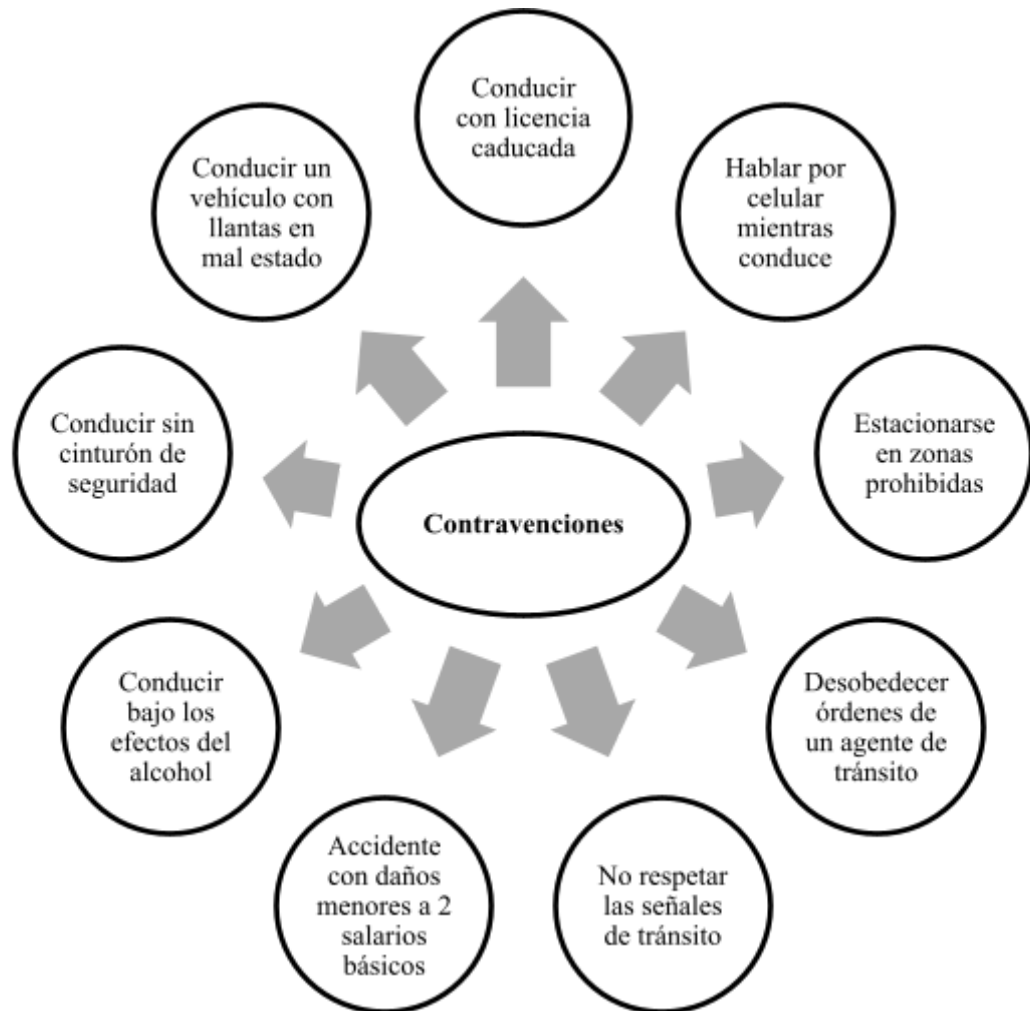 Conducir
con licencia
caducada
Hablar por
celular
mientras
conduce
Estacionarse
en zonas
prohibidas
Desobedecer
órdenes de
un agente de
tránsito
No respetar
las señales
de tránsito
Accidente
con daños
menores a 2
salarios
básicos
Conducir
bajo los
efectos del
alcohol
Conducir sin
cinturón de
seguridad
Conducir un
vehículo con
llantas en
mal estado
Contravenciones